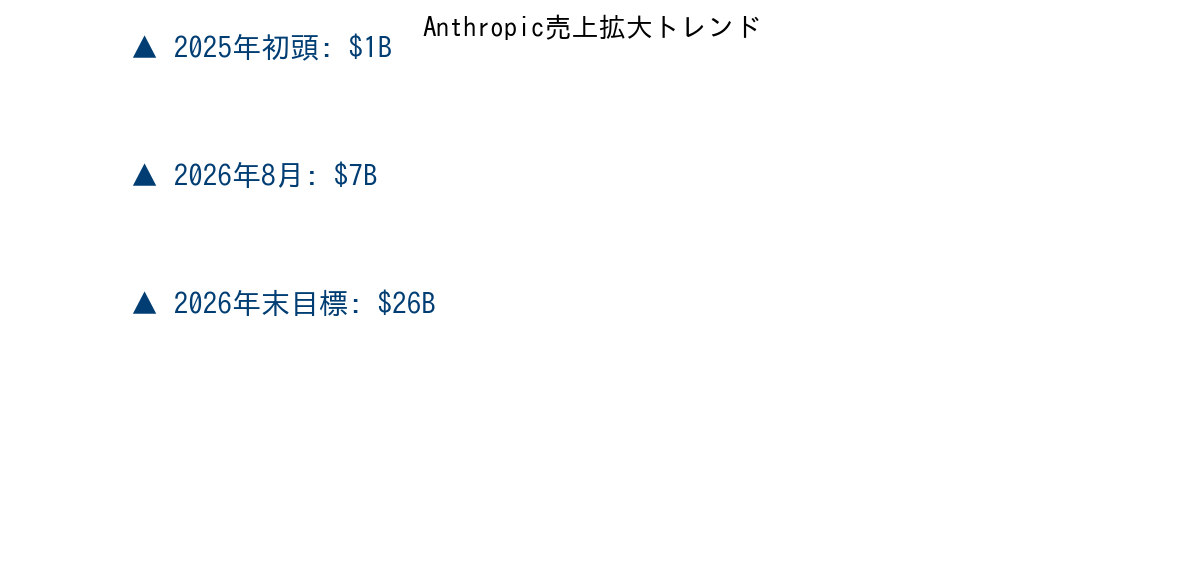 Anthropic売上拡大トレンド
▲ 2025年初頭: $1B
▲ 2026年8月: $7B
▲ 2026年末目標: $26B